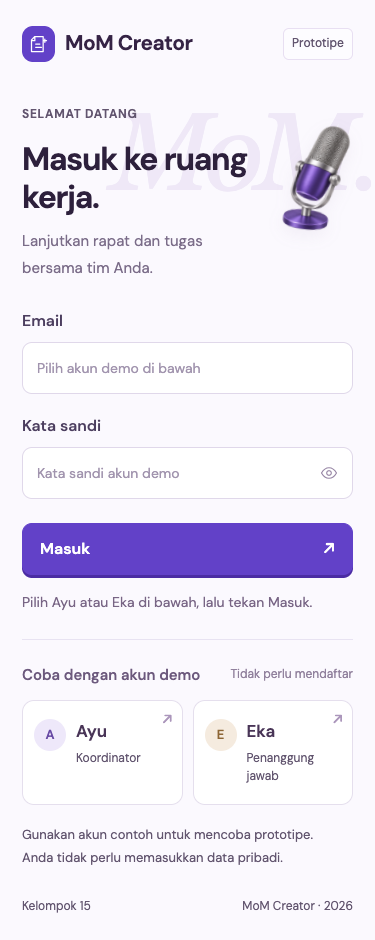 MoM Creator
Prototipe
SELAMAT DATANG
MoM.
Masuk ke ruang
kerja.
Lanjutkan rapat dan tugas
bersama tim Anda.
Email
Pilih akun demo di bawah
Kata sandi
Kata sandi akun demo
Masuk
Pilih Ayu atau Eka di bawah, lalu tekan Masuk.
Coba dengan akun demo
Tidak perlu mendaftar
A
Ayu
Koordinator
E
Eka
Penanggung
jawab
Gunakan akun contoh untuk mencoba prototipe.
Anda tidak perlu memasukkan data pribadi.
Kelompok 15
MoM Creator · 2026